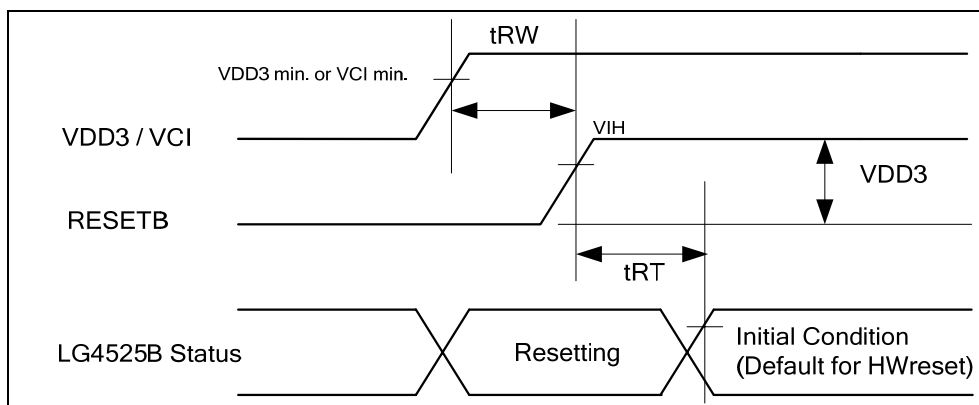 tRW
VDD3 min. or VCI min.
VIH
VDD3 / VCI
VDD3
RESETB
tRT
LG4525B Status
Resetting
Initial Condition
(Default for HWreset)